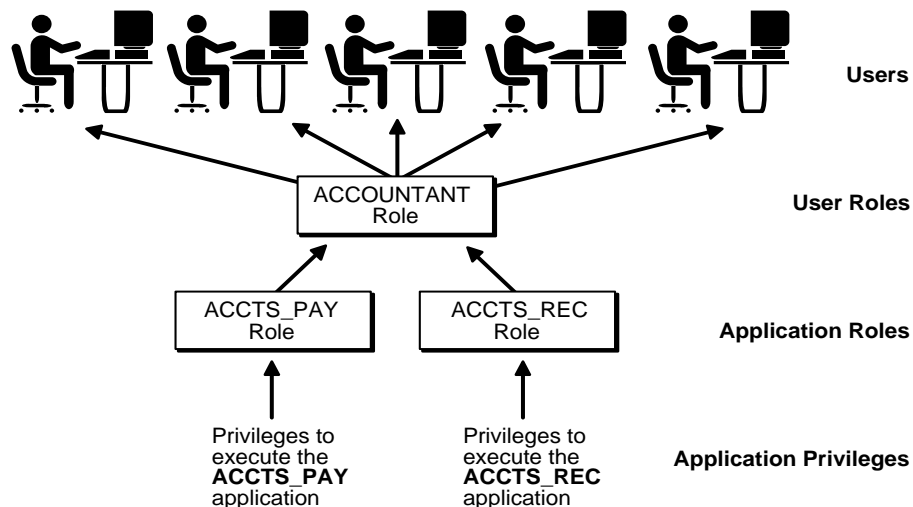 Users
ACCOUNTANT
Role
User Roles
ACCTS_PAY
Role
ACCTS_REC
Role
Application Roles
Privileges to
execute the
ACCTS_PAY
application
Privileges to
execute the
ACCTS_REC
application
Application Privileges